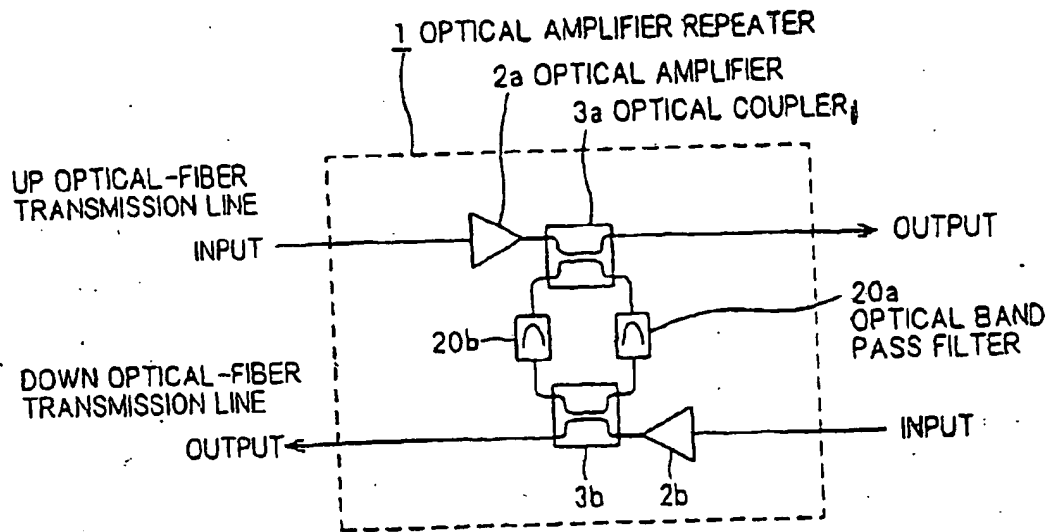 1 OPTICAL AMPLIFIER REPEATER
2a OPTICAL AMPLIFIER
3a OPTICAL COUPLER
UP OPTICAL-FIBER
TRANSMISSION LINE
INPUT
OUTPUT
20a
OPTICAL BAND
PASS FILTER
20b
DOWN OPTICAL-FIBER
TRANSMISSION LINE
OUTPUT
INPUT
3b
2b